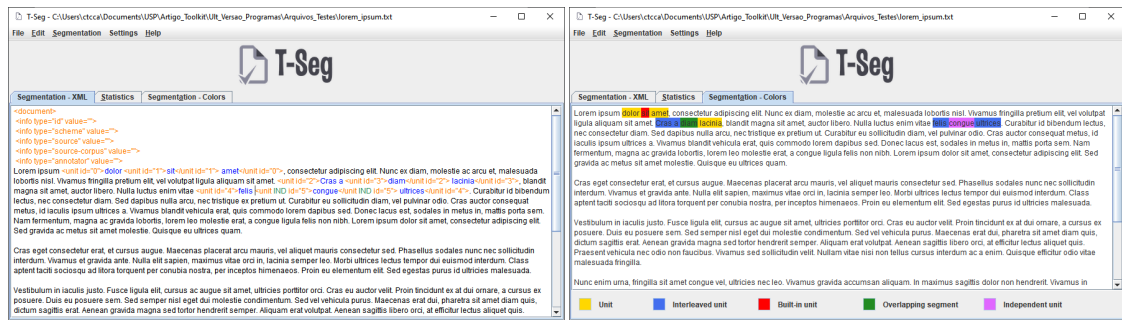 T-Seg - C:\Users\ctcca\Documents\USP\Artigo_Toolkit\Ult_Versao_Programas\Arquivos_Testes\lorem_ipsum.txt
File Edit Segmentation Settings Help
T-Seg
Segmentation - XML Statistics Segmentation - Colors
<document>
<info type="id" value="">
<info type="scheme" value="">
<info type="source" value="">
<info type="source-corpus" value="">
<info type="annotator" value="">
Lorem ipsum <unit id="0">dolor <unit id="1">sit</unit id="1"> amet</unit id="0">, consectetur adipiscing elit. Nunc ex diam, molestie ac arcu et, malesuada
lobortis nisl. Vivamus fringilla pretium elit, vel volutpat ligula aliquam sit amet. <unit id="2">Cras a <unit id="3">diam</unit id="2"> lacinia</unit id="3">, blandit
magna sit amet, auctor libero. Nulla luctus enim vitae <unit id="4">felis <unit IND id="5">congue</unit IND id="5"> ultrices</unit id="4">. Curabitur id bibendum
lectus, nec consectetur diam. Sed dapibus nulla arcu, nec tristique ex pretium ut. Curabitur eu sollicitudin diam, vel pulvinar odio. Cras auctor consequat
metus, id iaculis ipsum ultrices a. Vivamus blandit vehicula erat, quis commodo lorem dapibus sed. Donec lacus est, sodales in metus in, mattis porta sem.
Nam fermentum, magna ac gravida lobortis, lorem leo molestie erat, a congue ligula felis non nibh. Lorem ipsum dolor sit amet, consectetur adipiscing elit.
Sed gravida ac metus sit amet molestie. Quisque eu ultrices quam.
Cras eget consectetur erat, et cursus augue. Maecenas placerat arcu mauris, vel aliquet mauris consectetur sed. Phasellus sodales nunc nec sollicitudin
interdum. Vivamus et gravida ante. Nulla elit sapien, maximus vitae orci in, lacinia semper leo. Morbi ultrices lectus tempor dui euismod interdum. Class
aptent taciti sociosqu ad litora torquent per conubia nostra, per inceptos himenaeos. Proin eu elementum elit. Sed egestas purus id ultricies malesuada.
Vestibulum in iaculis justo. Fusce ligula elit, cursus ac augue sit amet, ultricies porttitor orci. Cras eu auctor velit. Proin tincidunt ex at dui ornare, a cursus ex
posuere. Duis eu posuere sem. Sed semper nisl eget dui molestie condimentum. Sed vel vehicula purus. Maecenas erat dui, pharetra sit amet diam quis,
dictum sagittis erat. Aenean gravida magna sed tortor hendrerit semper. Aliquam erat volutpat. Aenean sagittis libero orci, at efficitur lectus aliquet quis.
T-Seg - C:\Users\ctcca\Documents\USP\Artigo_Toolkit\Ult_Versao_Programas\Arquivos_Testes\lorem_ipsum.txt
File Edit Segmentation Settings Help
T-Seg
Segmentation - XML Statistics Segmentation - Colors
Lorem ipsum dolor sit amet, consectetur adipiscing elit. Nunc ex diam, molestie ac arcu et, malesuada lobortis nisl. Vivamus fringilla pretium elit, vel volutpat
ligula aliquam sit amet. Cras a diam lacinia, blandit magna sit amet, auctor libero. Nulla luctus enim vitae felis congue ultrices. Curabitur id bibendum lectus,
nec consectetur diam. Sed dapibus nulla arcu, nec tristique ex pretium ut. Curabitur eu sollicitudin diam, vel pulvinar odio. Cras auctor consequat metus, id
iaculis ipsum ultrices a. Vivamus blandit vehicula erat, quis commodo lorem dapibus sed. Donec lacus est, sodales in metus in, mattis porta sem. Nam
fermentum, magna ac gravida lobortis, lorem leo molestie erat, a congue ligula felis non nibh. Lorem ipsum dolor sit amet, consectetur adipiscing elit. Sed
gravida ac metus sit amet molestie. Quisque eu ultrices quam.
Cras eget consectetur erat, et cursus augue. Maecenas placerat arcu mauris, vel aliquet mauris consectetur sed. Phasellus sodales nunc nec sollicitudin
interdum. Vivamus et gravida ante. Nulla elit sapien, maximus vitae orci in, lacinia semper leo. Morbi ultrices lectus tempor dui euismod interdum. Class
aptent taciti sociosqu ad litora torquent per conubia nostra, per inceptos himenaeos. Proin eu elementum elit. Sed egestas purus id ultricies malesuada.
Vestibulum in iaculis justo. Fusce ligula elit, cursus ac augue sit amet, ultricies porttitor orci. Cras eu auctor velit. Proin tincidunt ex at dui ornare, a cursus ex
posuere. Duis eu posuere sem. Sed semper nisl eget dui molestie condimentum. Sed vel vehicula purus. Maecenas erat dui, pharetra sit amet diam quis,
dictum sagittis erat. Aenean gravida magna sed tortor hendrerit semper. Aliquam erat volutpat. Aenean sagittis libero orci, at efficitur lectus aliquet quis.
Praesent vehicula nec odio non faucibus. Vivamus sed sollicitudin velit. Nullam vitae nisi non tellus cursus interdum ac a enim. Quisque efficitur odio vitae
malesuada fringilla.
Nunc enim urna, fringilla sit amet congue vel, ultricies nec leo. Vivamus gravida accumsan aliquam. In maximus sagittis dolor non hendrerit. Vivamus in
Unit Interleaved unit Built-in unit Overlapping segment Independent unit